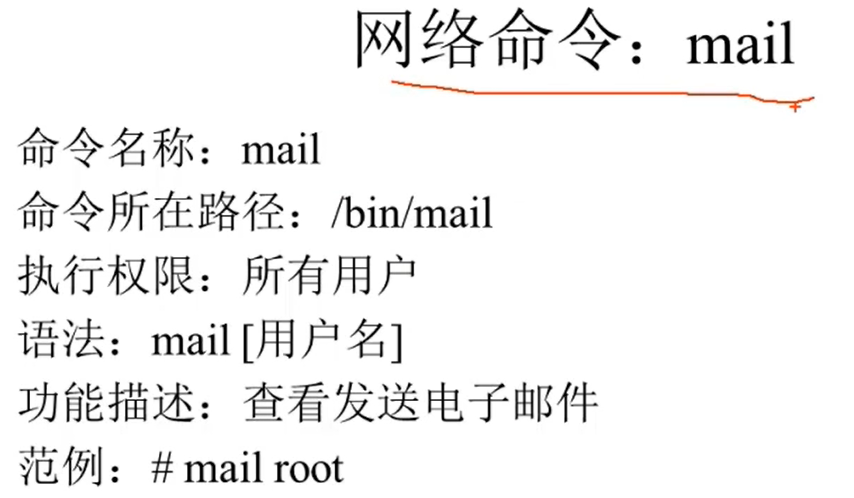 网络命令：mail
命令名称：mail
命令所在路径：/bin/mail
执行权限：所有用户
语法：mail [用户名]
功能描述：查看发送电子邮件
范例：# mail root